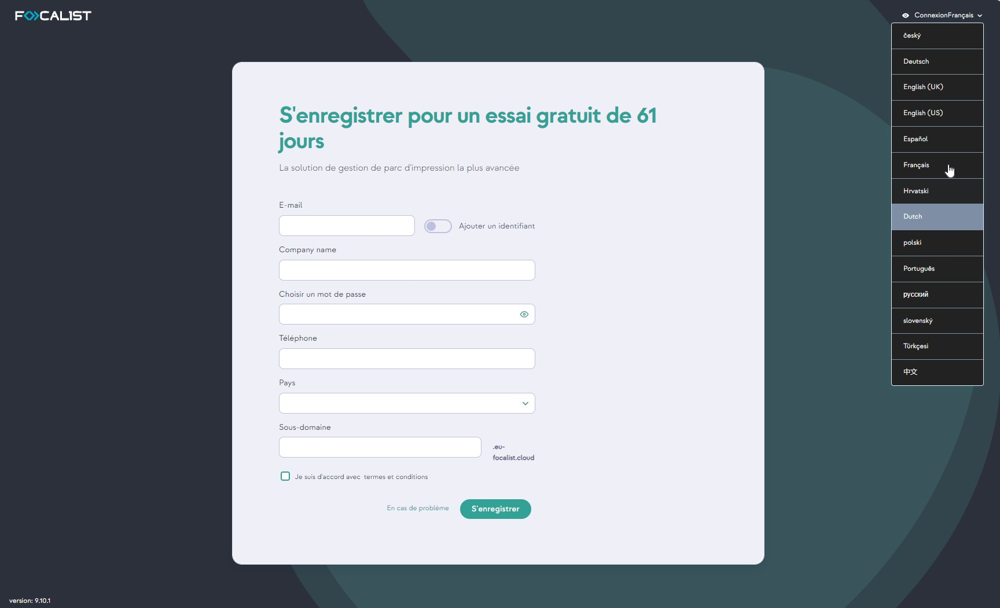 FOCALIST
ConnexionFrançais
český
Deutsch
English (UK)
English (US)
Español
Français
Hrvatski
Dutch
polski
Português
русский
slovenský
Türkçesi
中文
S'enregistrer pour un essai gratuit de 61
jours
La solution de gestion de parc d'impression la plus avancée
E-mail
Ajouter un identifiant
Company name
Choisir un mot de passe
Téléphone
Pays
Sous-domaine
.eu-
focalist.cloud
Je suis d'accord avec termes et conditions
En cas de problème
S'enregistrer
version: 9.10.1